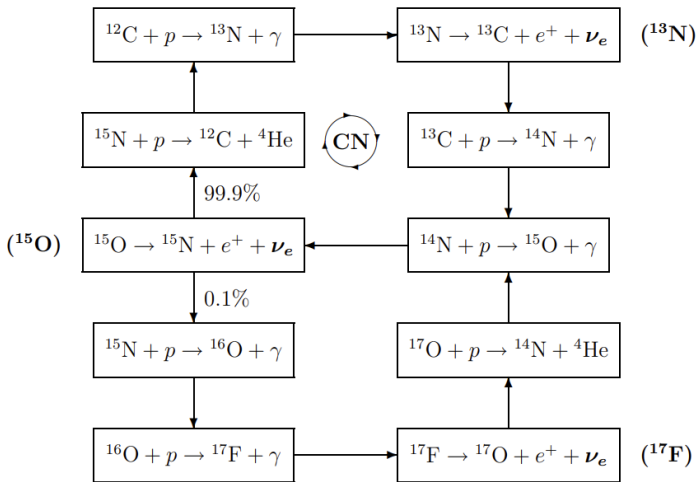 ¹²C + p → ¹³N + γ
¹³N → ¹³C + e⁺ + νₑ
(¹³N)
¹⁵N + p → ¹²C + ⁴He
CN
¹³C + p → ¹⁴N + γ
99.9%
(¹⁵O)
¹⁵O → ¹⁵N + e⁺ + νₑ
¹⁴N + p → ¹⁵O + γ
0.1%
¹⁵N + p → ¹⁶O + γ
¹⁷O + p → ¹⁴N + ⁴He
¹⁶O + p → ¹⁷F + γ
¹⁷F → ¹⁷O + e⁺ + νₑ
(¹⁷F)